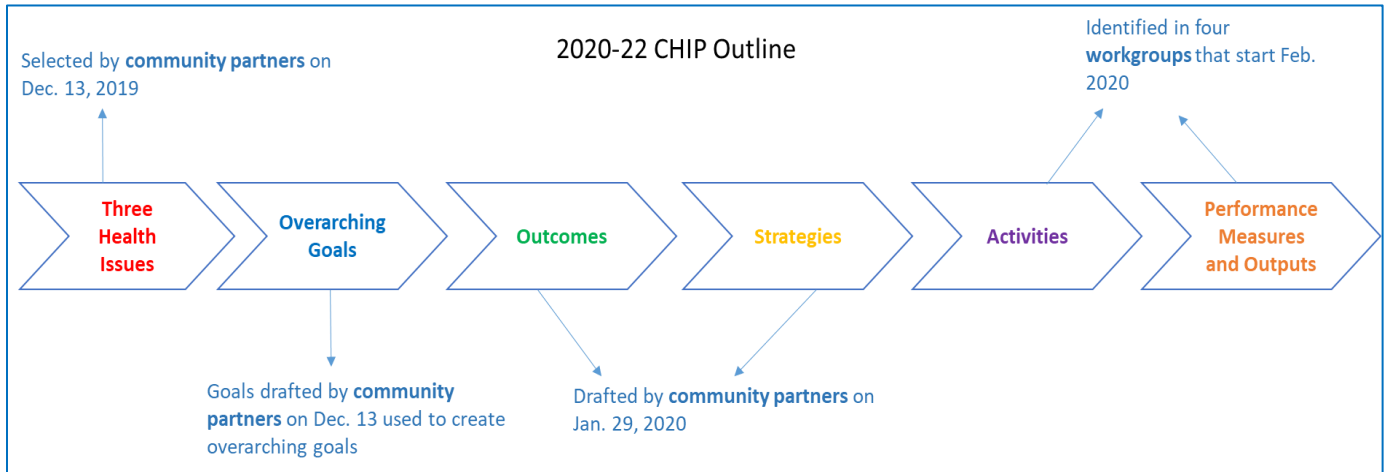 2020-22 CHIP Outline
Selected by community partners on
Dec. 13, 2019
Identified in four
workgroups that start Feb.
2020
Three
Health
Issues
Overarching
Goals
Outcomes
Strategies
Activities
Performance
Measures
and Outputs
Goals drafted by community
partners on Dec. 13 used to create
overarching goals
Drafted by community partners on
Jan. 29, 2020